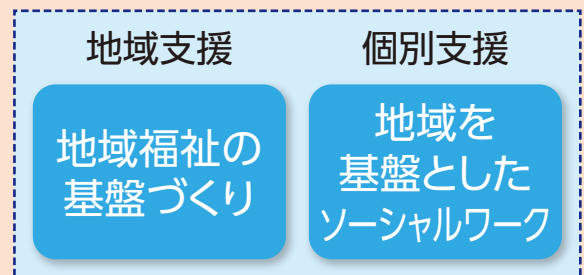 地域支援
地域福祉の
基盤づくり
個別支援
地域を
基盤とした
ソーシャルワーク